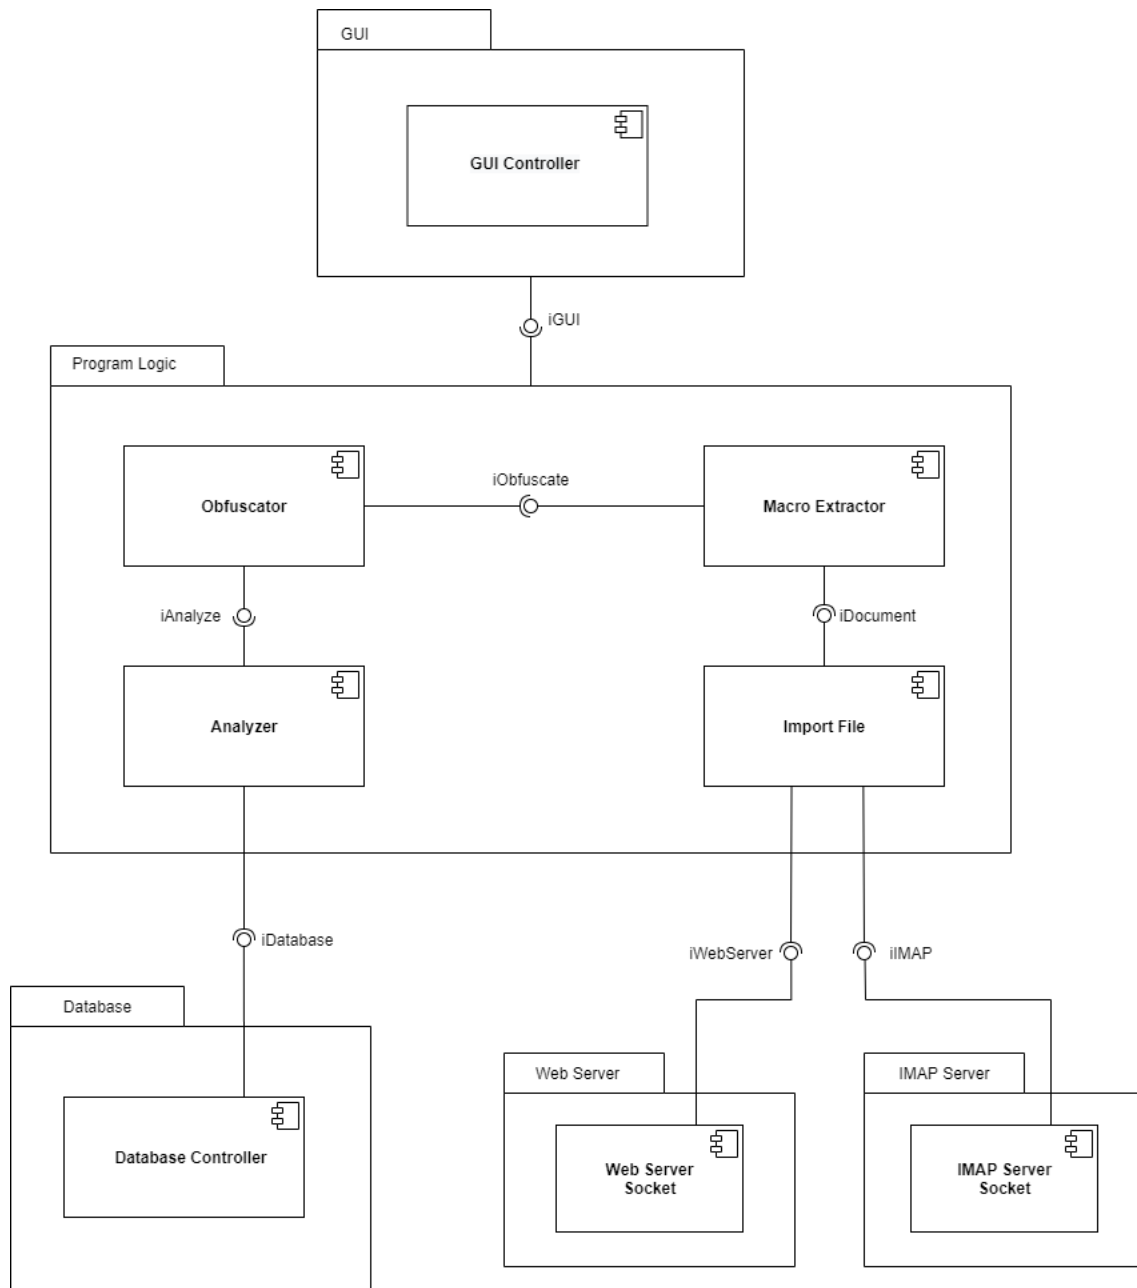 GUI
GUI Controller
iGUI
Program Logic
iObfuscate
Obfuscator
Macro Extractor
iAnalyze
iDocument
Analyzer
Import File
iDatabase
iWebServer
iIMAP
Database
Web Server
IMAP Server
Database Controller
Web Server
Socket
IMAP Server
Socket